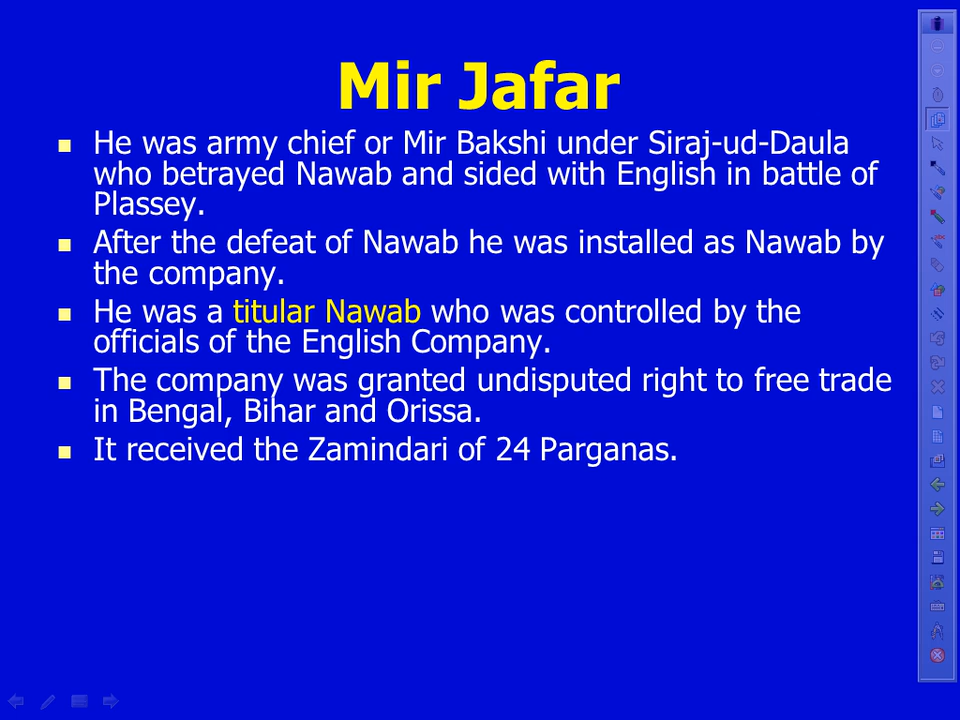 Mir Jafar
He was army chief or Mir Bakshi under Siraj-ud-Daula
who betrayed Nawab and sided with English in battle of
Plassey.
After the defeat of Nawab he was installed as Nawab by
the company.
He was a titular Nawab who was controlled by the
officials of the English Company.
The company was granted undisputed right to free trade
in Bengal, Bihar and Orissa.
It received the Zamindari of 24 Parganas.